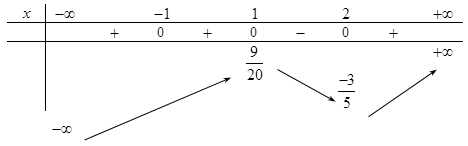 x −∞ −1 1 2 +∞
+ 0 + 0 − 0 +
9/20 +∞
−3/5
−∞